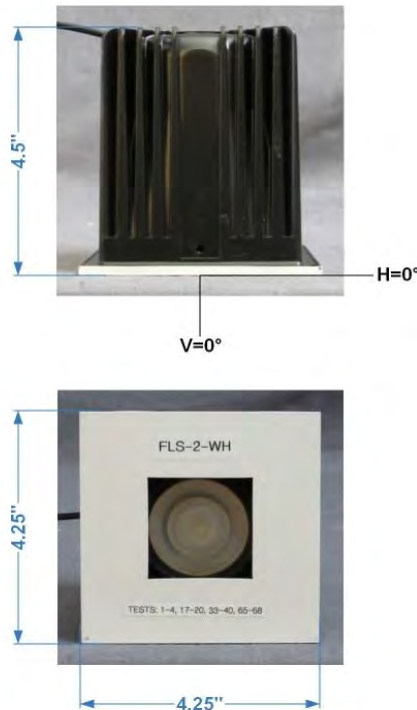 4.5"
H=0°
V=0°
FLS-2-WH
4.25"
TESTS: 1-4, 17-20, 33-40, 65-68
4.25"